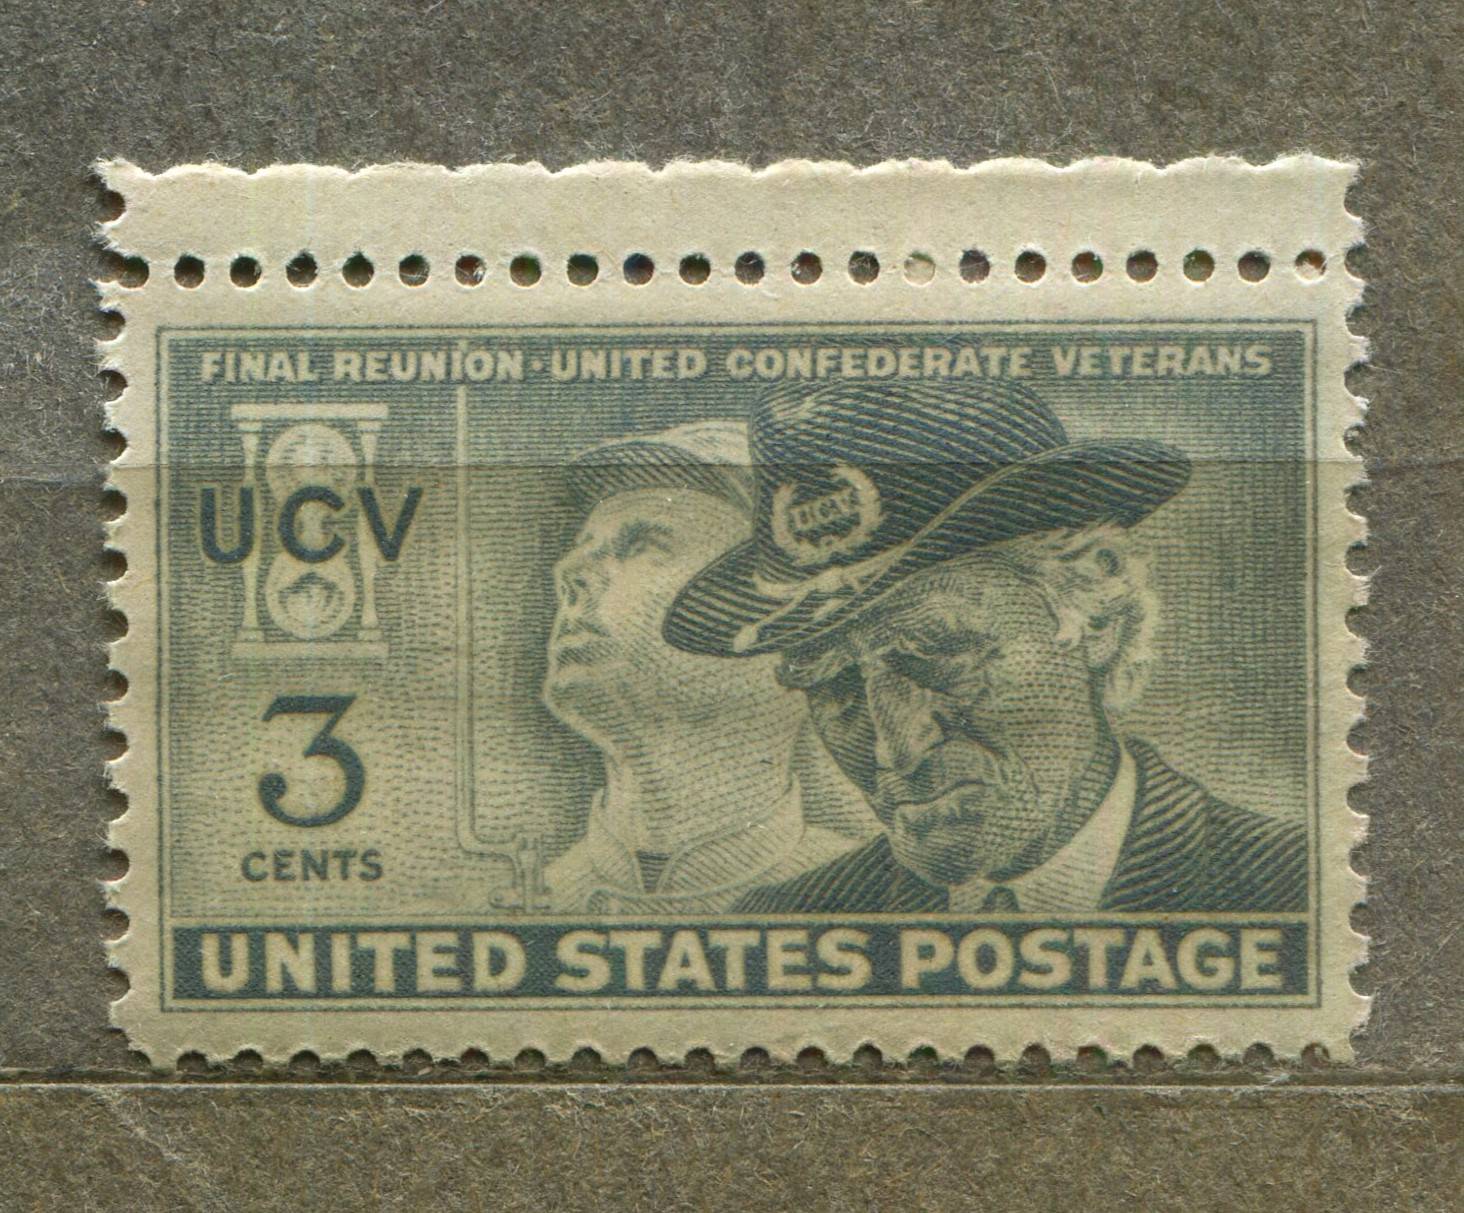 FINAL REUNION·UNITED CONFEDERATE VETERANS
UCV
UCV
3
CENTS
UNITED STATES POSTAGE